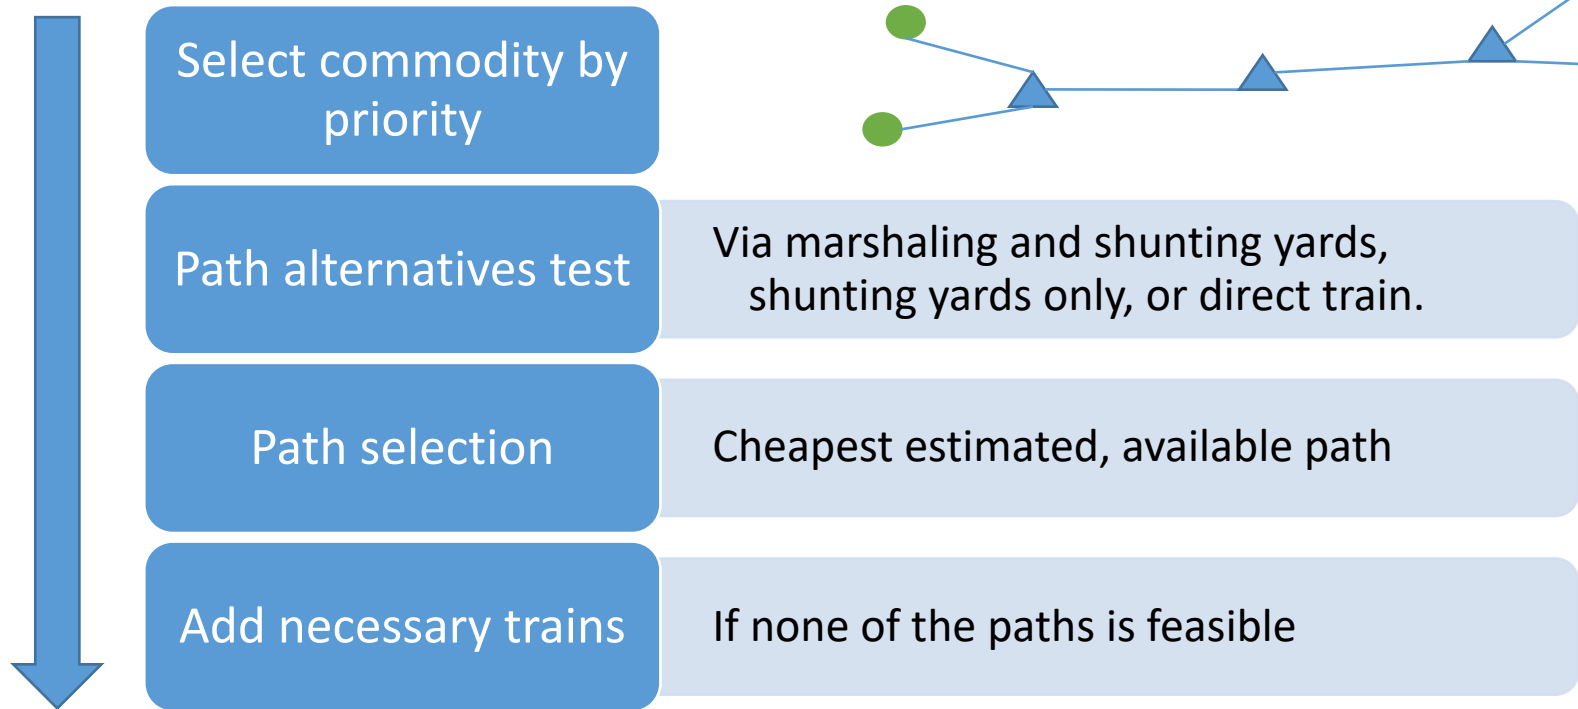 Select commodity by
priority
Path alternatives test
Via marshaling and shunting yards,
shunting yards only, or direct train.
Path selection
Cheapest estimated, available path
Add necessary trains
If none of the paths is feasible